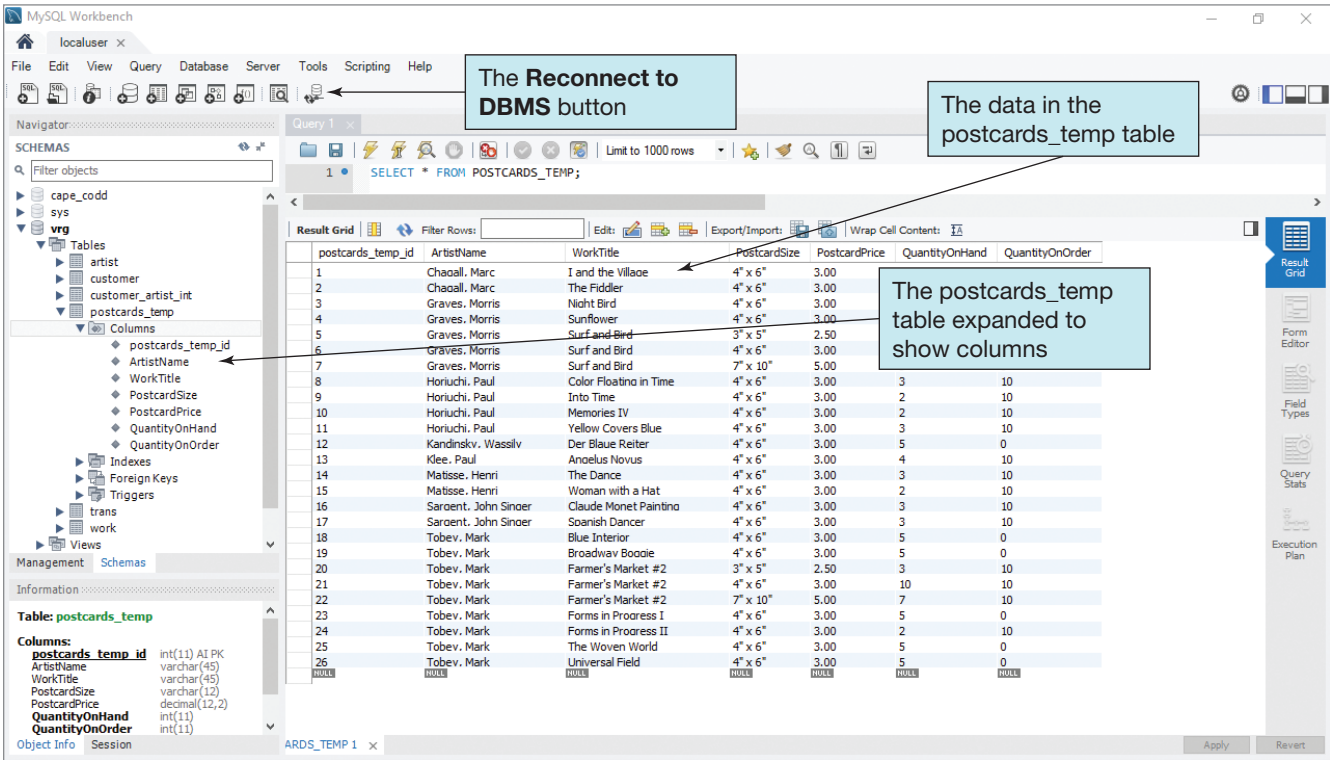 MySQL Workbench
localuser
File Edit View Query Database Server Tools Scripting Help
The Reconnect to
DBMS button
The data in the
postcards_temp table
Navigator
SCHEMAS
Filter objects
cape_codd
sys
vrg
Tables
artist
customer
customer_artist_int
postcards_temp
Columns
postcards_temp_id
ArtistName
WorkTitle
PostcardSize
PostcardPrice
QuantityOnHand
QuantityOnOrder
Indexes
Foreign Keys
Triggers
trans
work
Views
Management Schemas
Information
Table: postcards_temp
Columns:
postcards_temp_id int(11) AI PK
ArtistName varchar(45)
WorkTitle varchar(45)
PostcardSize varchar(12)
PostcardPrice decimal(12,2)
QuantityOnHand int(11)
QuantityOnOrder int(11)
Object Info Session
Query 1
Limit to 1000 rows
1 SELECT * FROM POSTCARDS_TEMP;
Result Grid Filter Rows: Edit: Export/Import: Wrap Cell Content:
postcards_temp_id ArtistName WorkTitle PostcardSize PostcardPrice QuantityOnHand QuantityOnOrder
1 Chagall, Marc I and the Village 4" x 6" 3.00
2 Chagall, Marc The Fiddler 4" x 6" 3.00
3 Graves, Morris Night Bird 4" x 6" 3.00
4 Graves, Morris Sunflower 4" x 6" 3.00
5 Graves, Morris Surf and Bird 3" x 5" 2.50
6 Graves, Morris Surf and Bird 4" x 6" 3.00
7 Graves, Morris Surf and Bird 7" x 10" 5.00
The postcards_temp
table expanded to
show columns
8 Horiuchi, Paul Color Floating in Time 4" x 6" 3.00 3 10
9 Horiuchi, Paul Into Time 4" x 6" 3.00 2 10
10 Horiuchi, Paul Memories IV 4" x 6" 3.00 2 10
11 Horiuchi, Paul Yellow Covers Blue 4" x 6" 3.00 3 10
12 Kandinsky, Wassily Der Blaue Reiter 4" x 6" 3.00 5 0
13 Klee, Paul Angelus Novus 4" x 6" 3.00 4 10
14 Matisse, Henri The Dance 4" x 6" 3.00 3 10
15 Matisse, Henri Woman with a Hat 4" x 6" 3.00 2 10
16 Sargent, John Singer Claude Monet Painting 4" x 6" 3.00 3 10
17 Sargent, John Singer Spanish Dancer 4" x 6" 3.00 3 10
18 Tobey, Mark Blue Interior 4" x 6" 3.00 5 0
19 Tobey, Mark Broadway Boogie 4" x 6" 3.00 5 0
20 Tobey, Mark Farmer's Market #2 3" x 5" 2.50 3 10
21 Tobey, Mark Farmer's Market #2 4" x 6" 3.00 10 10
22 Tobey, Mark Farmer's Market #2 7" x 10" 5.00 7 10
23 Tobey, Mark Forms in Progress I 4" x 6" 3.00 5 0
24 Tobey, Mark Forms in Progress II 4" x 6" 3.00 2 10
25 Tobey, Mark The Woven World 4" x 6" 3.00 5 0
26 Tobey, Mark Universal Field 4" x 6" 3.00 5 0
NULL NULL NULL NULL NULL NULL NULL
Result
Grid
Form
Editor
Field
Types
Query
Stats
Execution
Plan
ARDS_TEMP 1
Apply Revert